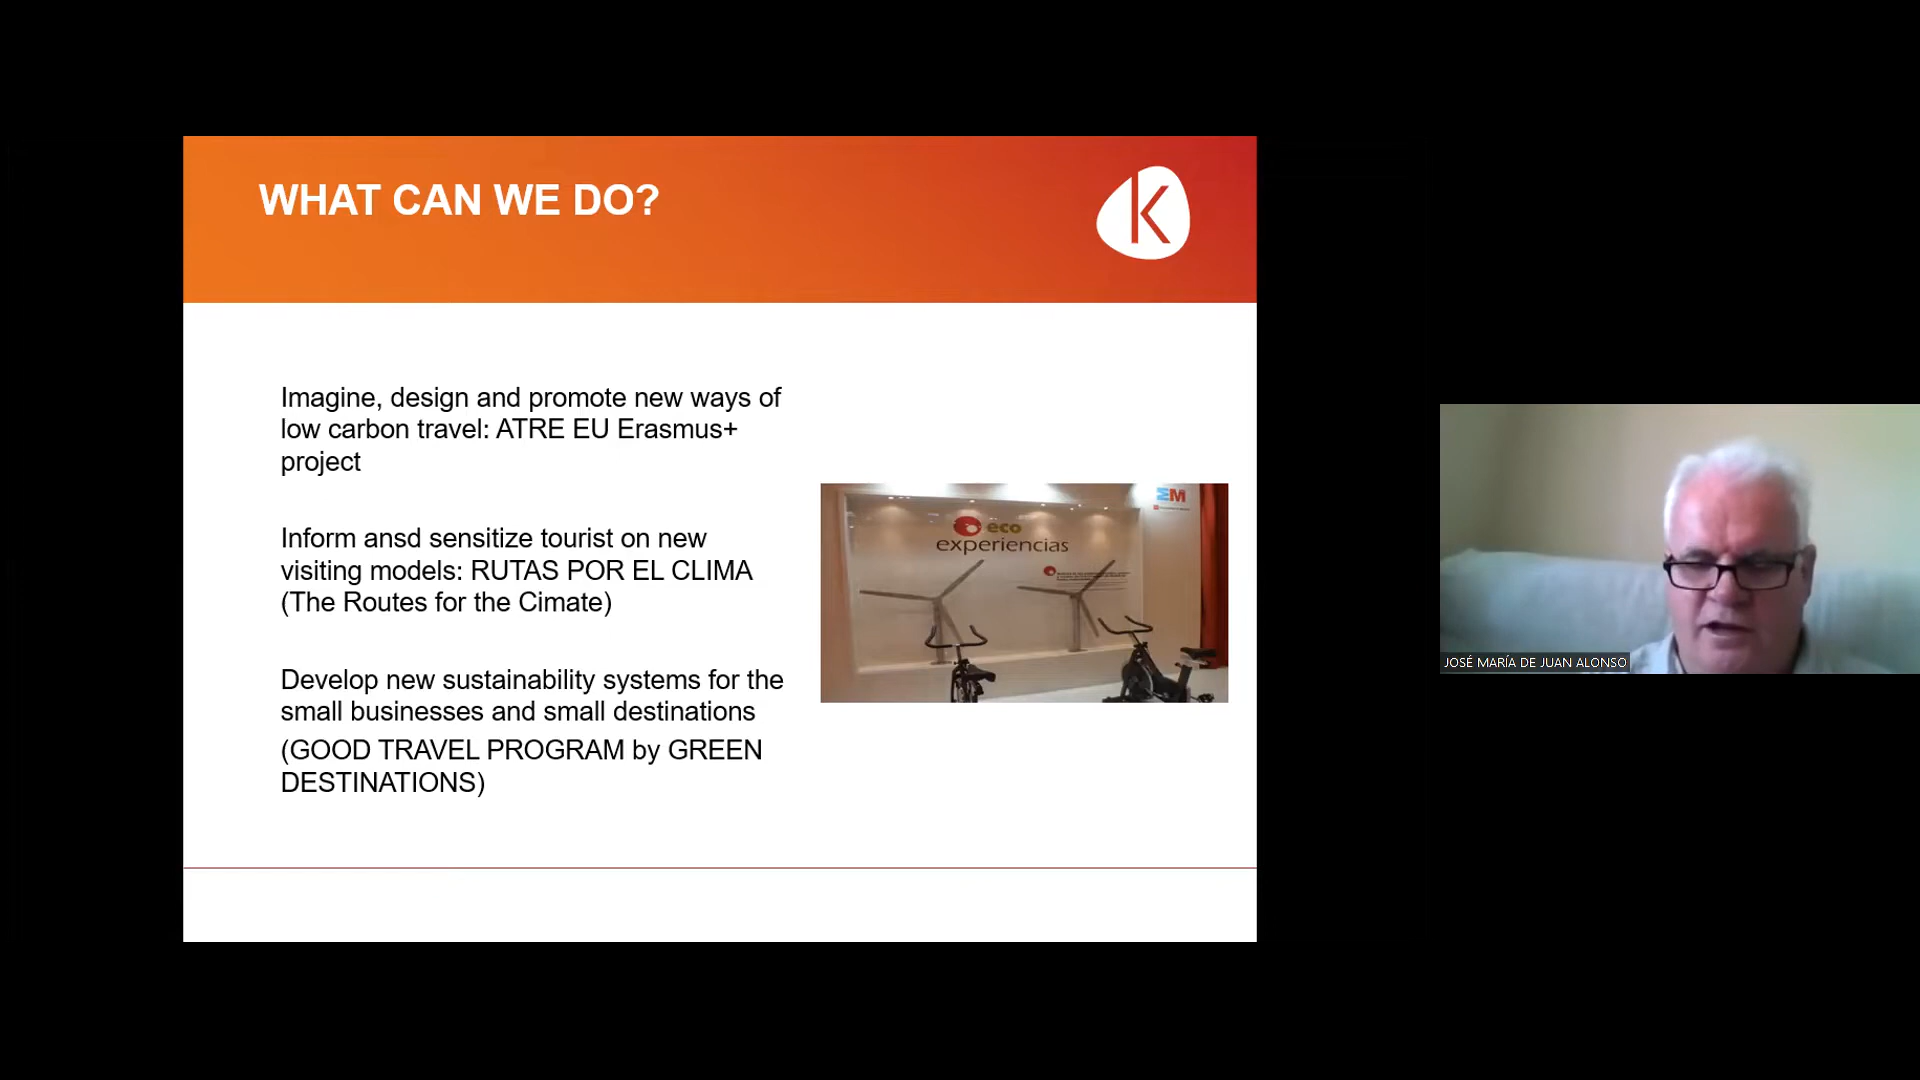 WHAT CAN WE DO?
K
Imagine, design and promote new ways of
low carbon travel: ATRE EU Erasmus+
project
Inform ansd sensitize tourist on new
visiting models: RUTAS POR EL CLIMA
(The Routes for the Cimate)
Develop new sustainability systems for the
small businesses and small destinations
(GOOD TRAVEL PROGRAM by GREEN
DESTINATIONS)
eco
experiencias
JOSÉ MARÍA DE JUAN ALONSO